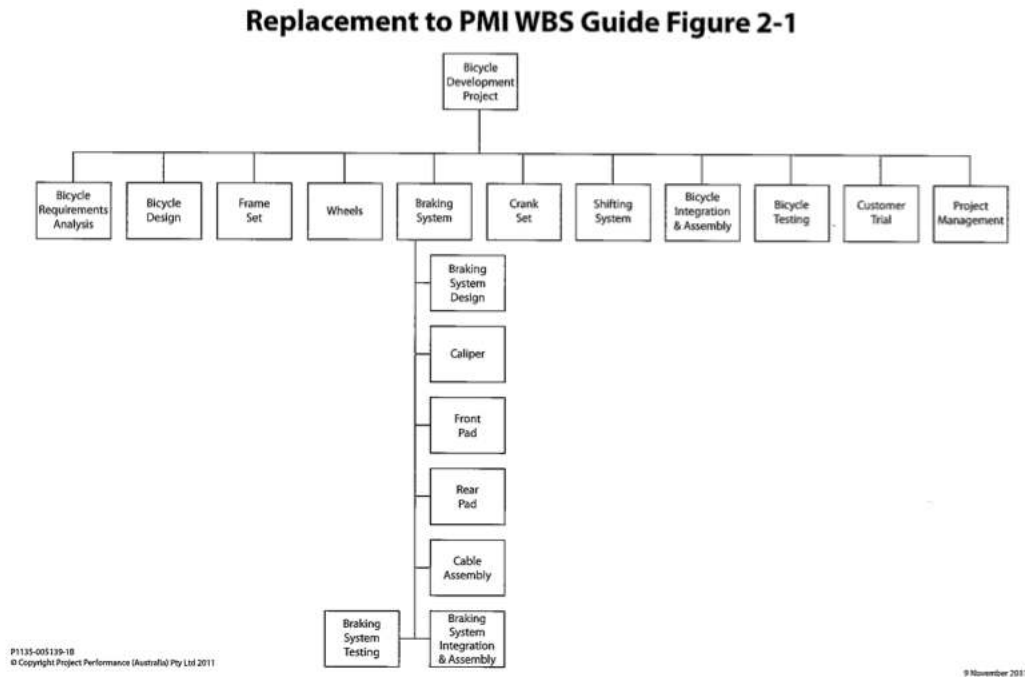 Replacement to PMI WBS Guide Figure 2-1
Bicycle
Development
Project
Bicycle
Requirements
Analysis
Bicycle
Design
Frame
Set
Wheels
Braking
System
Crank
Set
Shifting
System
Bicycle
Integration
& Assembly
Bicycle
Testing
Customer
Trial
Project
Management
Braking
System
Design
Caliper
Front
Pad
Rear
Pad
Cable
Assembly
Braking
System
Testing
Braking
System
Integration
& Assembly
P1135-005139-1B
© Copyright Project Performance (Australia) Pty Ltd 2011
9 November